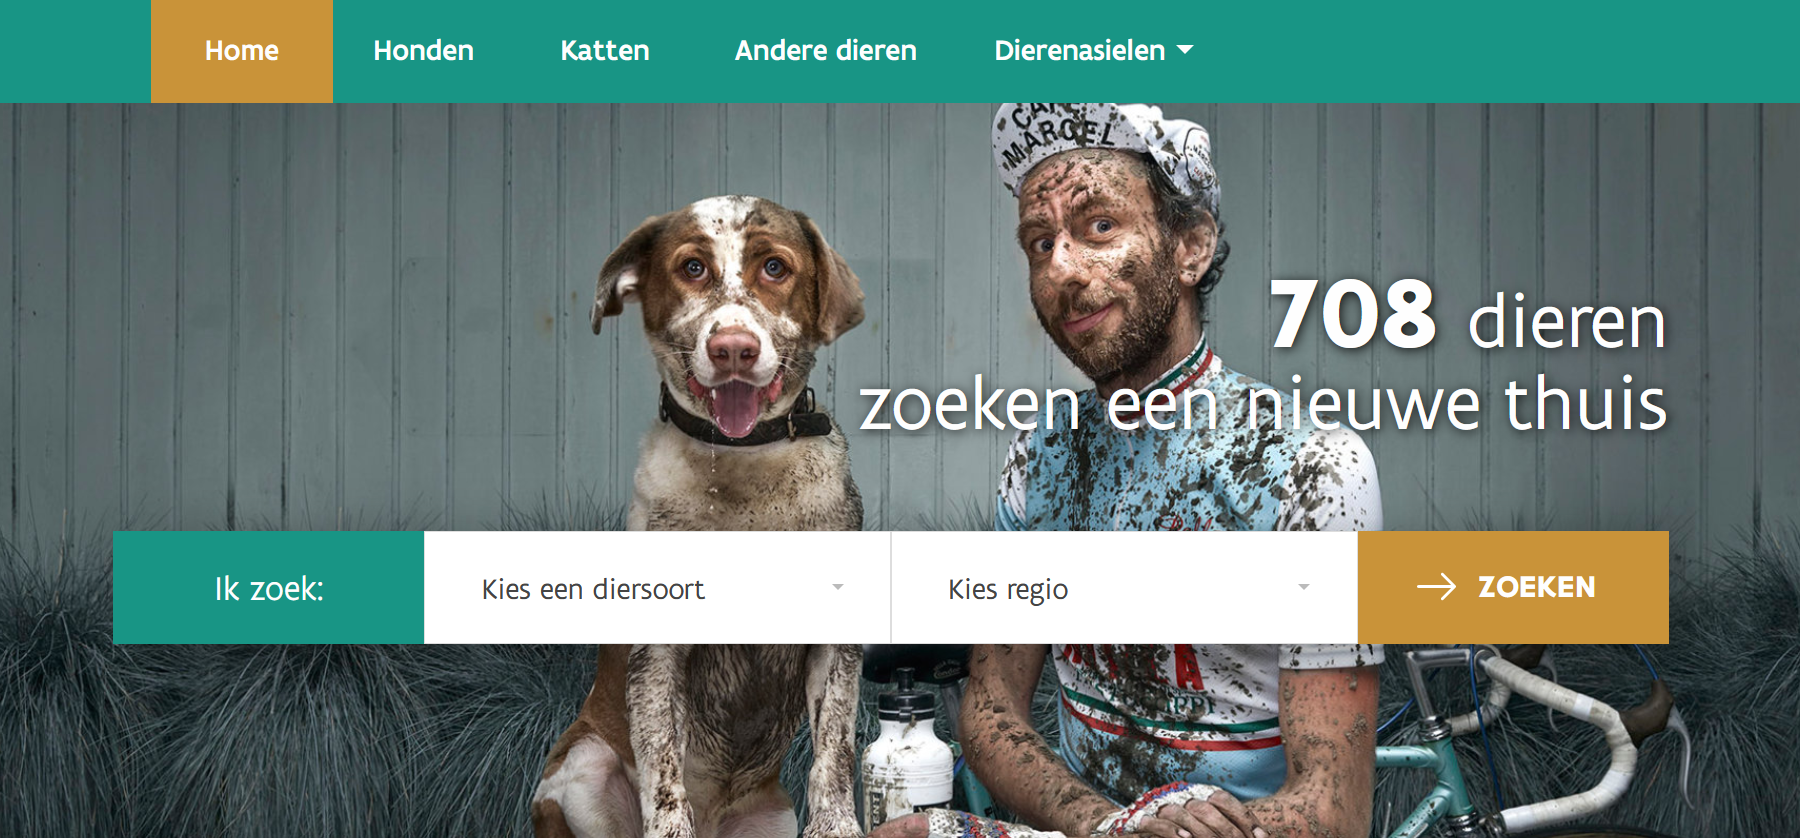 Home
Honden
Katten
Andere dieren
Dierenasielen
MARCEL
708 dieren
zoeken een nieuwe thuis
Ik zoek:
Kies een diersoort
Kies regio
ZOEKEN